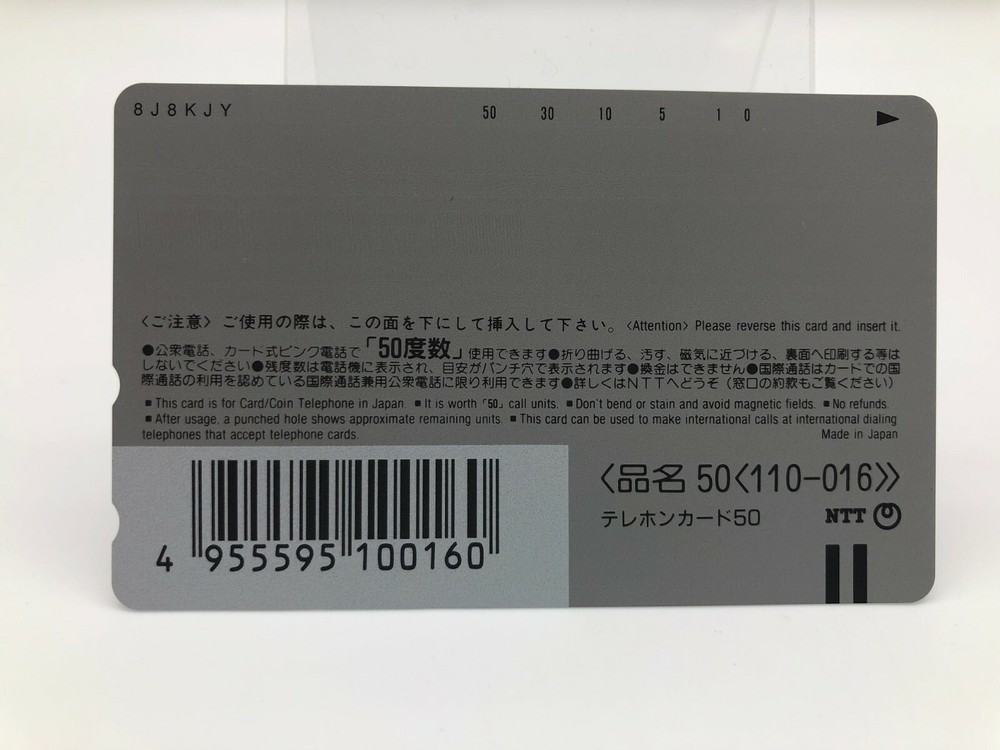 8J8KJY 50 30 10 5 1 0
〈ご注意〉 ご使用の際は、この面を下にして挿入して下さい。 〈Attention〉 Please reverse this card and insert it.
●公衆電話、カード式ピンク電話で「50度数」使用できます●折り曲げる、汚す、磁気に近づける、裏面へ印刷する等は
しないでください●残度数は電話機に表示され、目安がパンチ穴で表示されます●換金はできません●国際通話はカードでの国
際通話の利用を認めている国際通話兼用公衆電話に限り利用できます●詳しくはNTTへどうぞ（窓口の約款もご覧ください）
■ This card is for Card/Coin Telephone in Japan. ■ It is worth「50」call units. ■ Don't bend or stain and avoid magnetic fields. ■ No refunds.
■ After usage, a punched hole shows approximate remaining units. ■ This card can be used to make international calls at international dialing
telephones that accept telephone cards. Made in Japan
〈品名 50〈110-016〉〉
テレホンカード50 NTT
4 955595 100160